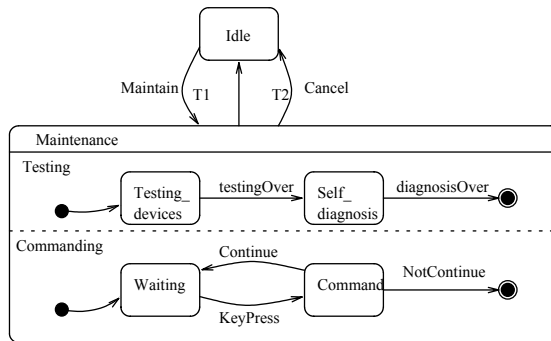 Idle
Maintain
T1
T2
Cancel
Maintenance
Testing
Testing_
devices
testingOver
Self_
diagnosis
diagnosisOver
Commanding
Waiting
Continue
KeyPress
Command
NotContinue